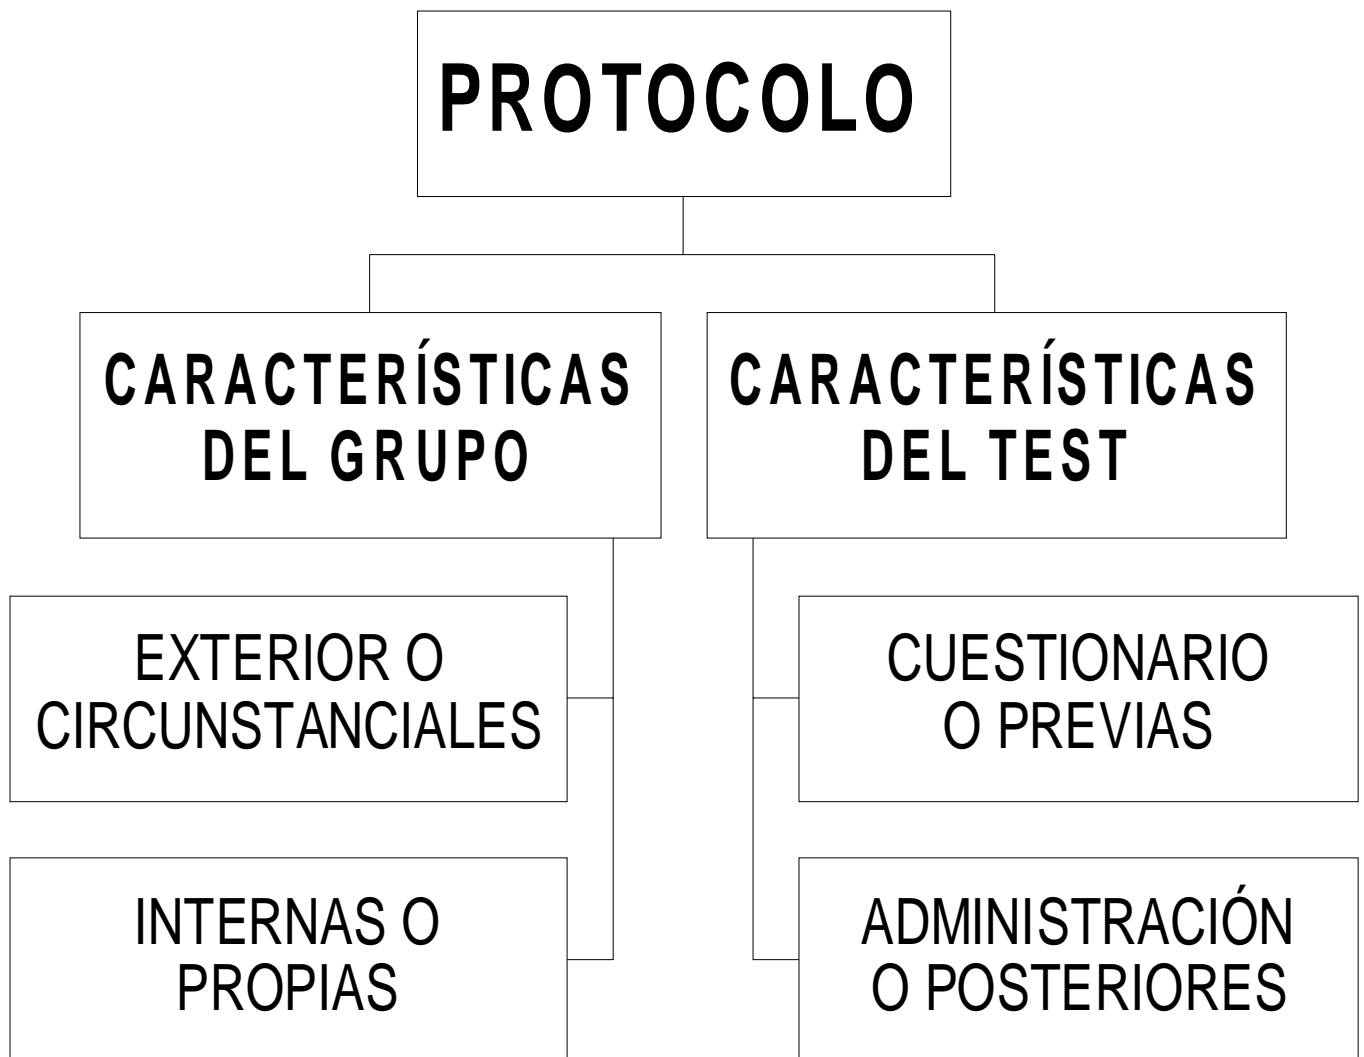 PROTOCOLO
CARACTERÍSTICAS
DEL GRUPO
CARACTERÍSTICAS
DEL TEST
EXTERIOR O
CIRCUNSTANCIALES
CUESTIONARIO
O PREVIAS
INTERNAS O
PROPIAS
ADMINISTRACIÓN
O POSTERIORES